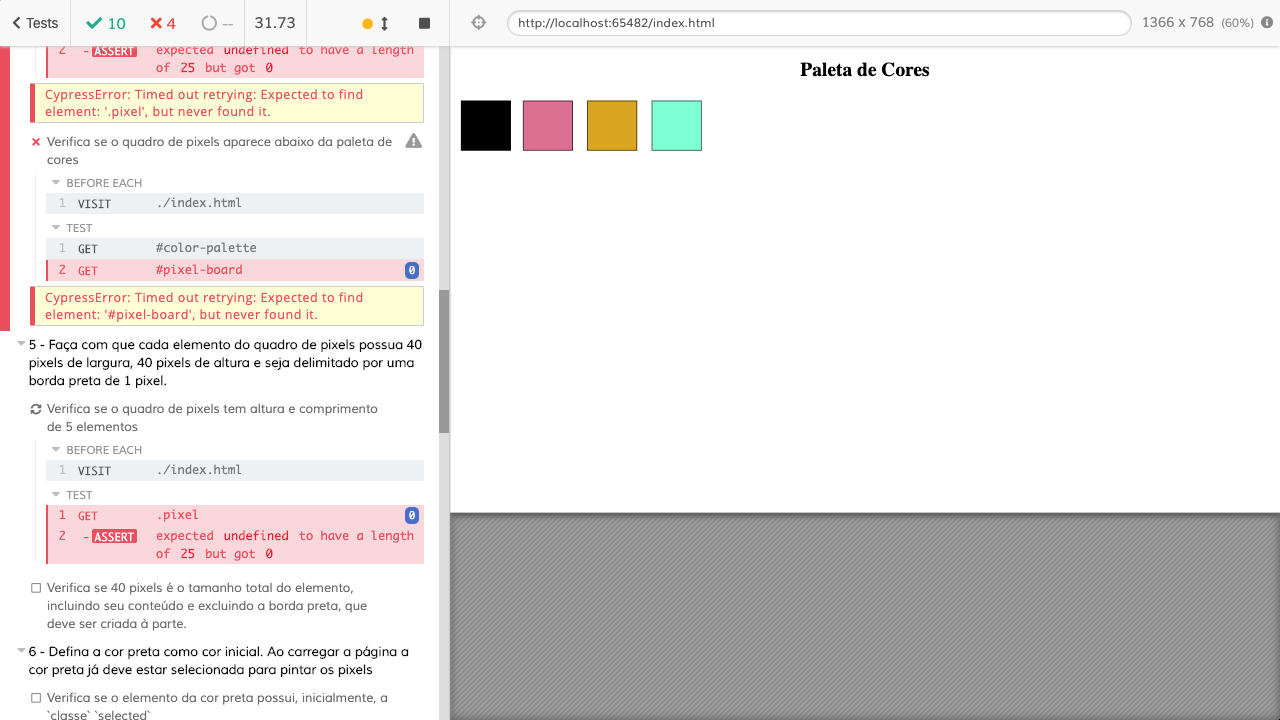 Tests 10 4 -- 31.73 http://localhost:65482/index.html 1366 x 768 (60%)
2 -ASSERT expected undefined to have a length
of 25 but got 0
CypressError: Timed out retrying: Expected to find
element: '.pixel', but never found it.
Verifica se o quadro de pixels aparece abaixo da paleta de
cores
BEFORE EACH
1 VISIT ./index.html
TEST
1 GET #color-palette
2 GET #pixel-board 0
CypressError: Timed out retrying: Expected to find
element: '#pixel-board', but never found it.
5 - Faça com que cada elemento do quadro de pixels possua 40
pixels de largura, 40 pixels de altura e seja delimitado por uma
borda preta de 1 pixel.
Verifica se o quadro de pixels tem altura e comprimento
de 5 elementos
BEFORE EACH
1 VISIT ./index.html
TEST
1 GET .pixel 0
2 -ASSERT expected undefined to have a length
of 25 but got 0
Verifica se 40 pixels é o tamanho total do elemento,
incluindo seu conteúdo e excluindo a borda preta, que
deve ser criada à parte.
6 - Defina a cor preta como cor inicial. Ao carregar a página a
cor preta já deve estar selecionada para pintar os pixels
Verifica se o elemento da cor preta possui, inicialmente, a
`classe` `selected`
Paleta de Cores